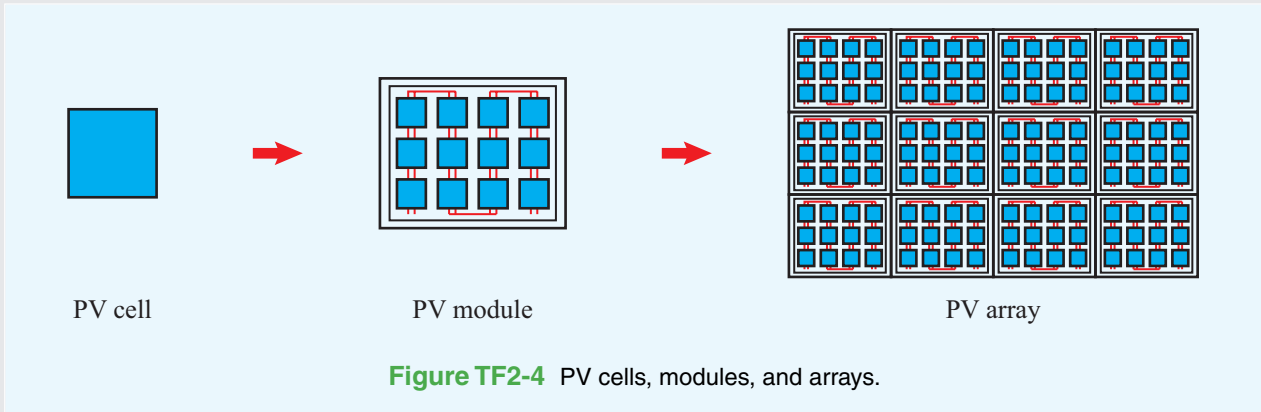 PV cell
PV module
PV array
Figure TF2-4 PV cells, modules, and arrays.